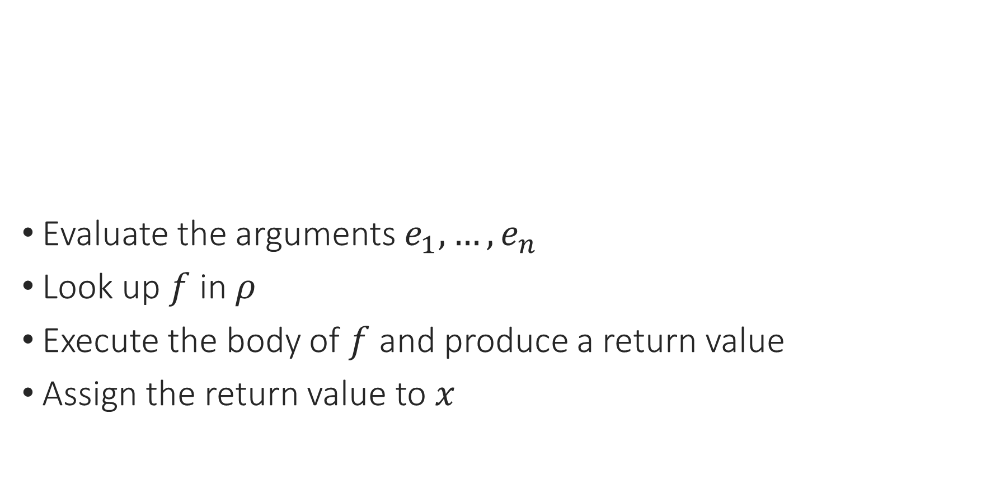 • Evaluate the arguments e₁, … , eₙ
• Look up f in ρ
• Execute the body of f and produce a return value
• Assign the return value to x